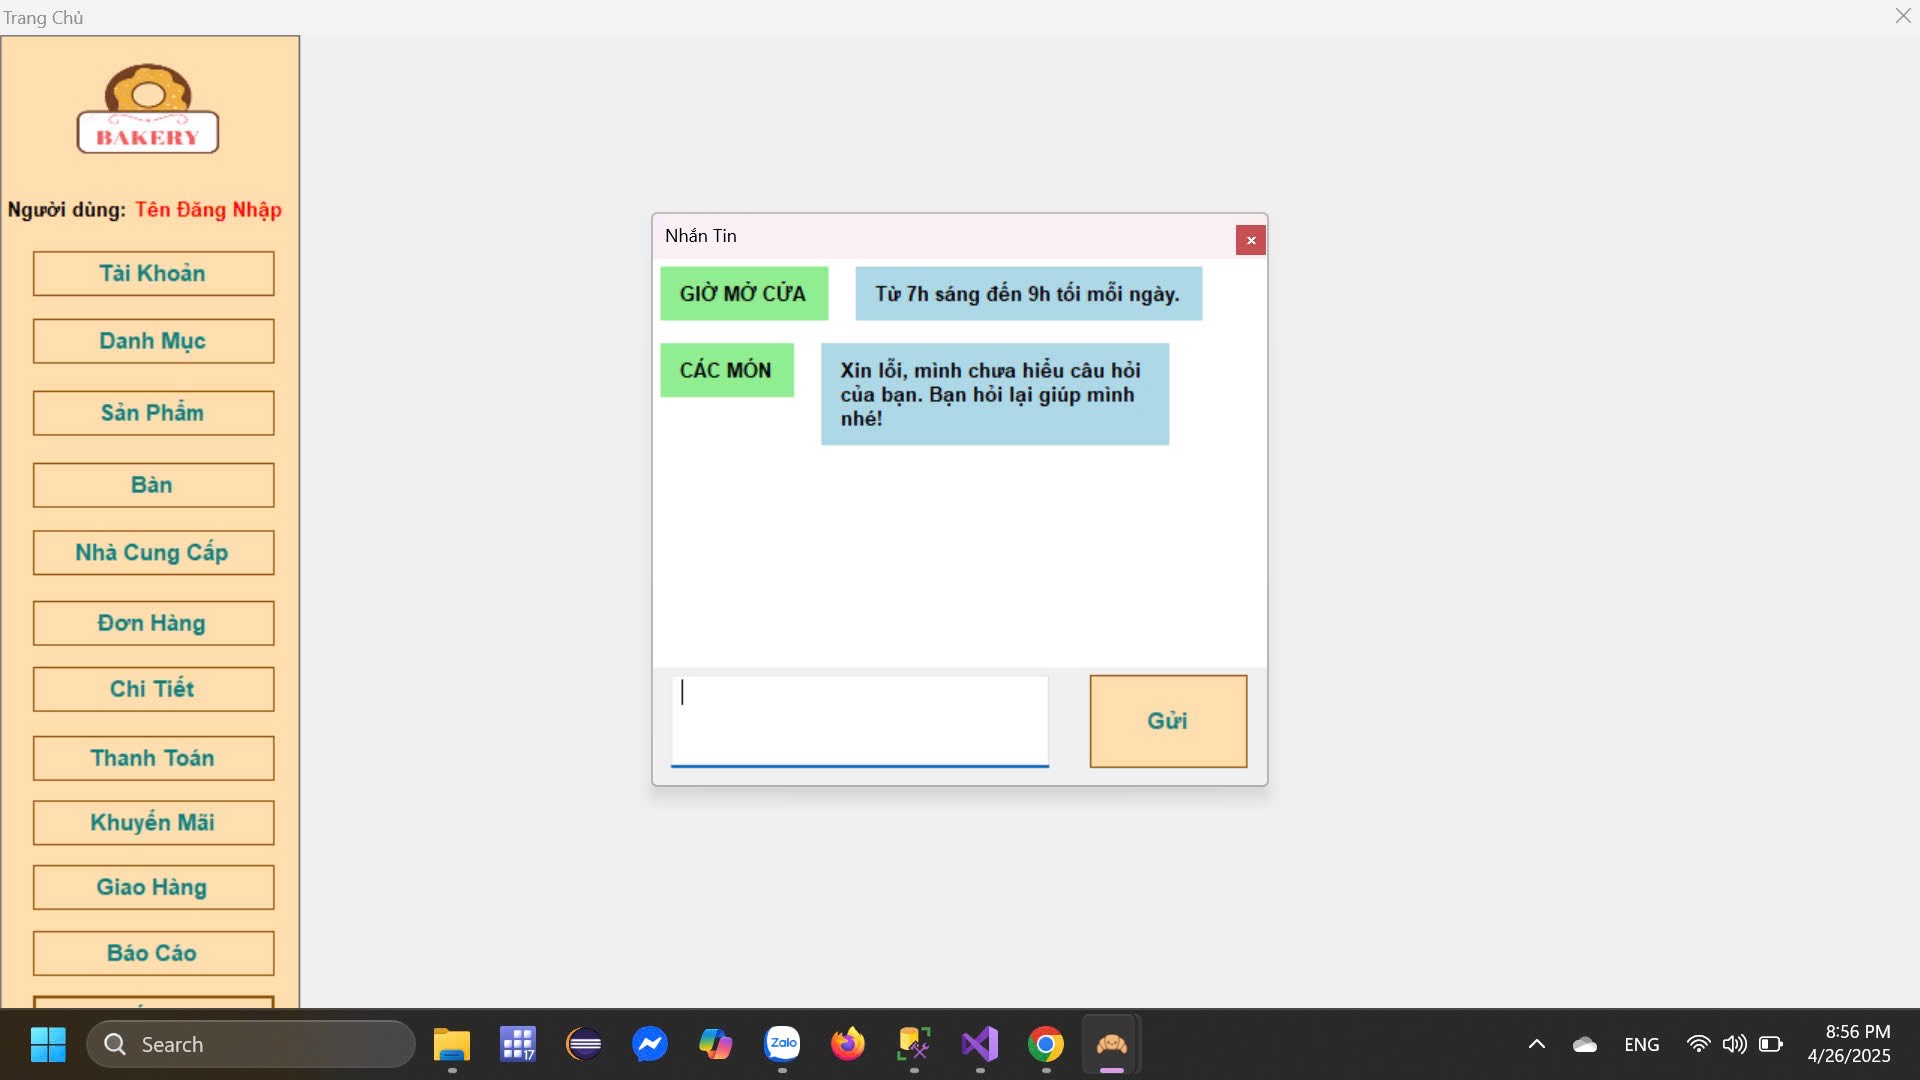 Trang Chủ
BAKERY
Người dùng: Tên Đăng Nhập
Tài Khoản
Danh Mục
Sản Phẩm
Bàn
Nhà Cung Cấp
Đơn Hàng
Chi Tiết
Thanh Toán
Khuyến Mãi
Giao Hàng
Báo Cáo
Nhắn Tin
x
GIỜ MỞ CỬA
Từ 7h sáng đến 9h tối mỗi ngày.
CÁC MÓN
Xin lỗi, mình chưa hiểu câu hỏi
của bạn. Bạn hỏi lại giúp mình
nhé!
Gửi
Search
17
Zalo
ENG
8:56 PM
4/26/2025